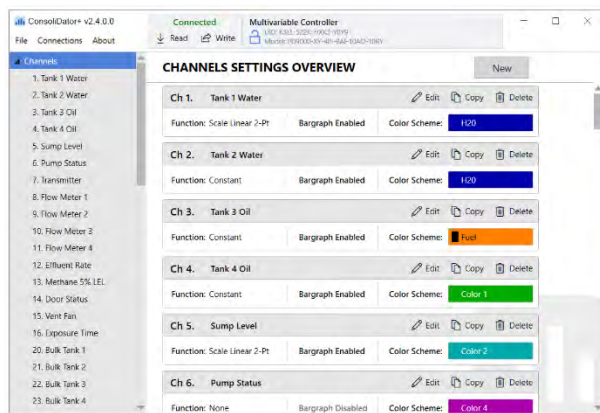 ConsoliDator+ v2.4.0.0
File Connections About
Connected
Read Write
Multivariable Controller
Channels
1. Tank 1 Water
2. Tank 2 Water
3. Tank 3 Oil
4. Tank 4 Oil
5. Sump Level
6. Pump Status
7. Transmitter
8. Flow Meter 1
9. Flow Meter 2
10. Flow Meter 3
11. Flow Meter 4
12. Effluent Rate
13. Methane 5% LEL
14. Door Status
15. Vent Fan
16. Exposure Time
20. Bulk Tank 1
21. Bulk Tank 2
22. Bulk Tank 3
23. Bulk Tank 4
CHANNELS SETTINGS OVERVIEW New
Ch 1. Tank 1 Water Edit Copy Delete
Function: Scale Linear 2-Pt Bargraph Enabled Color Scheme: H20
Ch 2. Tank 2 Water Edit Copy Delete
Function: Constant Bargraph Enabled Color Scheme: H20
Ch 3. Tank 3 Oil Edit Copy Delete
Function: Constant Bargraph Enabled Color Scheme: Fuel
Ch 4. Tank 4 Oil Edit Copy Delete
Function: Constant Bargraph Enabled Color Scheme: Color 1
Ch 5. Sump Level Edit Copy Delete
Function: Scale Linear 2-Pt Bargraph Enabled Color Scheme: Color 2
Ch 6. Pump Status Edit Copy Delete
Function: None Bargraph Disabled Color Scheme: Color 4